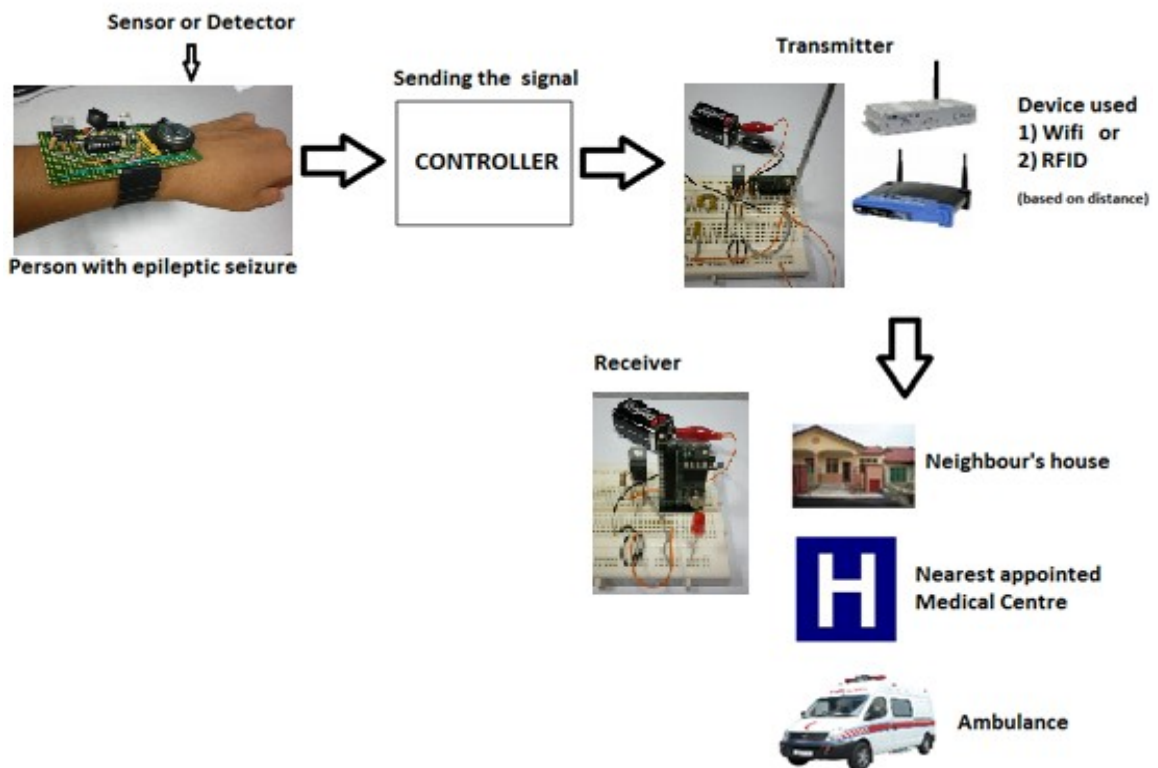 Sensor or Detector
Person with epileptic seizure
Sending the signal
CONTROLLER
Transmitter
Device used
1) Wifi or
2) RFID
(based on distance)
Receiver
Neighbour's house
H
Nearest appointed
Medical Centre
Ambulance